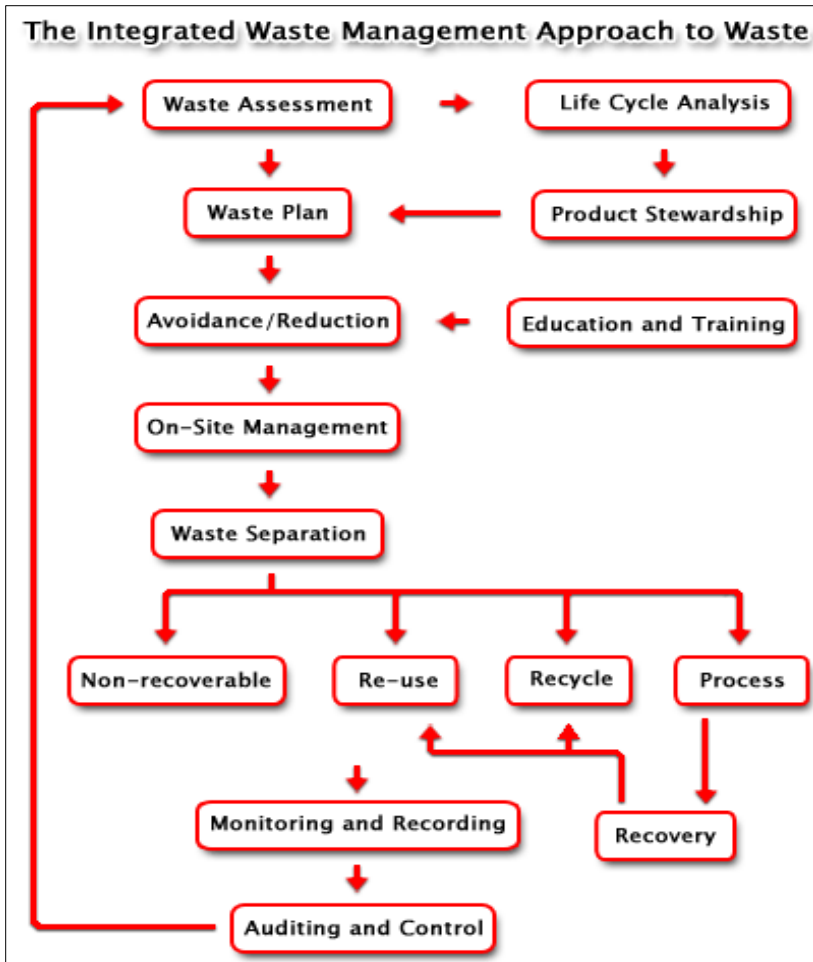 The Integrated Waste Management Approach to Waste
Waste Assessment
Life Cycle Analysis
Waste Plan
Product Stewardship
Avoidance/Reduction
Education and Training
On-Site Management
Waste Separation
Non-recoverable
Re-use
Recycle
Process
Monitoring and Recording
Recovery
Auditing and Control